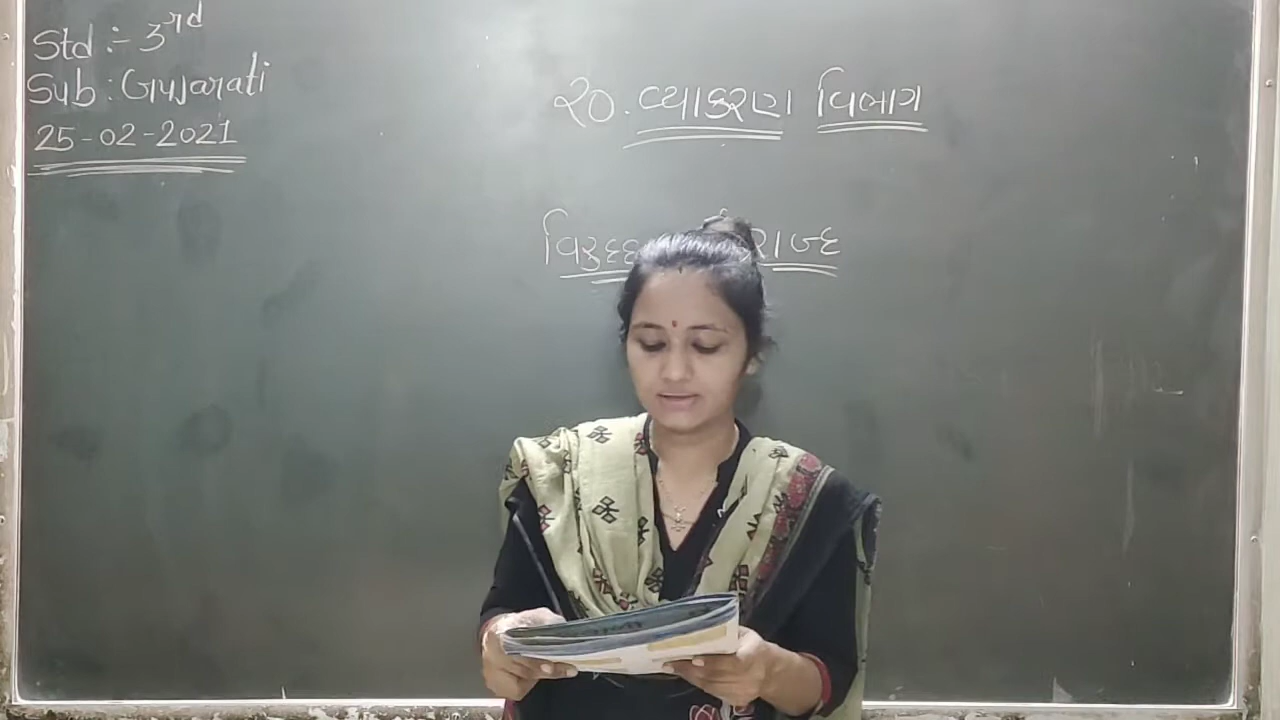 Std :- 3rd
Sub : Gujarati
25-02-2021
૨૦. વ્યાકરણ વિભાગ
વિરુદ્ધ